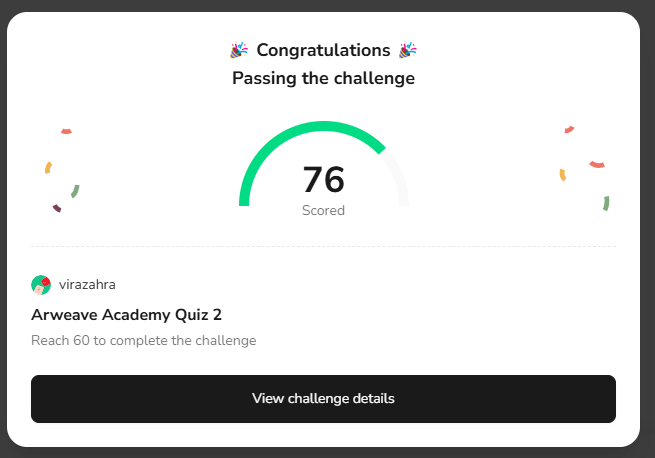 🎉 Congratulations 🎉
Passing the challenge
76
Scored
virazahra
Arweave Academy Quiz 2
Reach 60 to complete the challenge
View challenge details